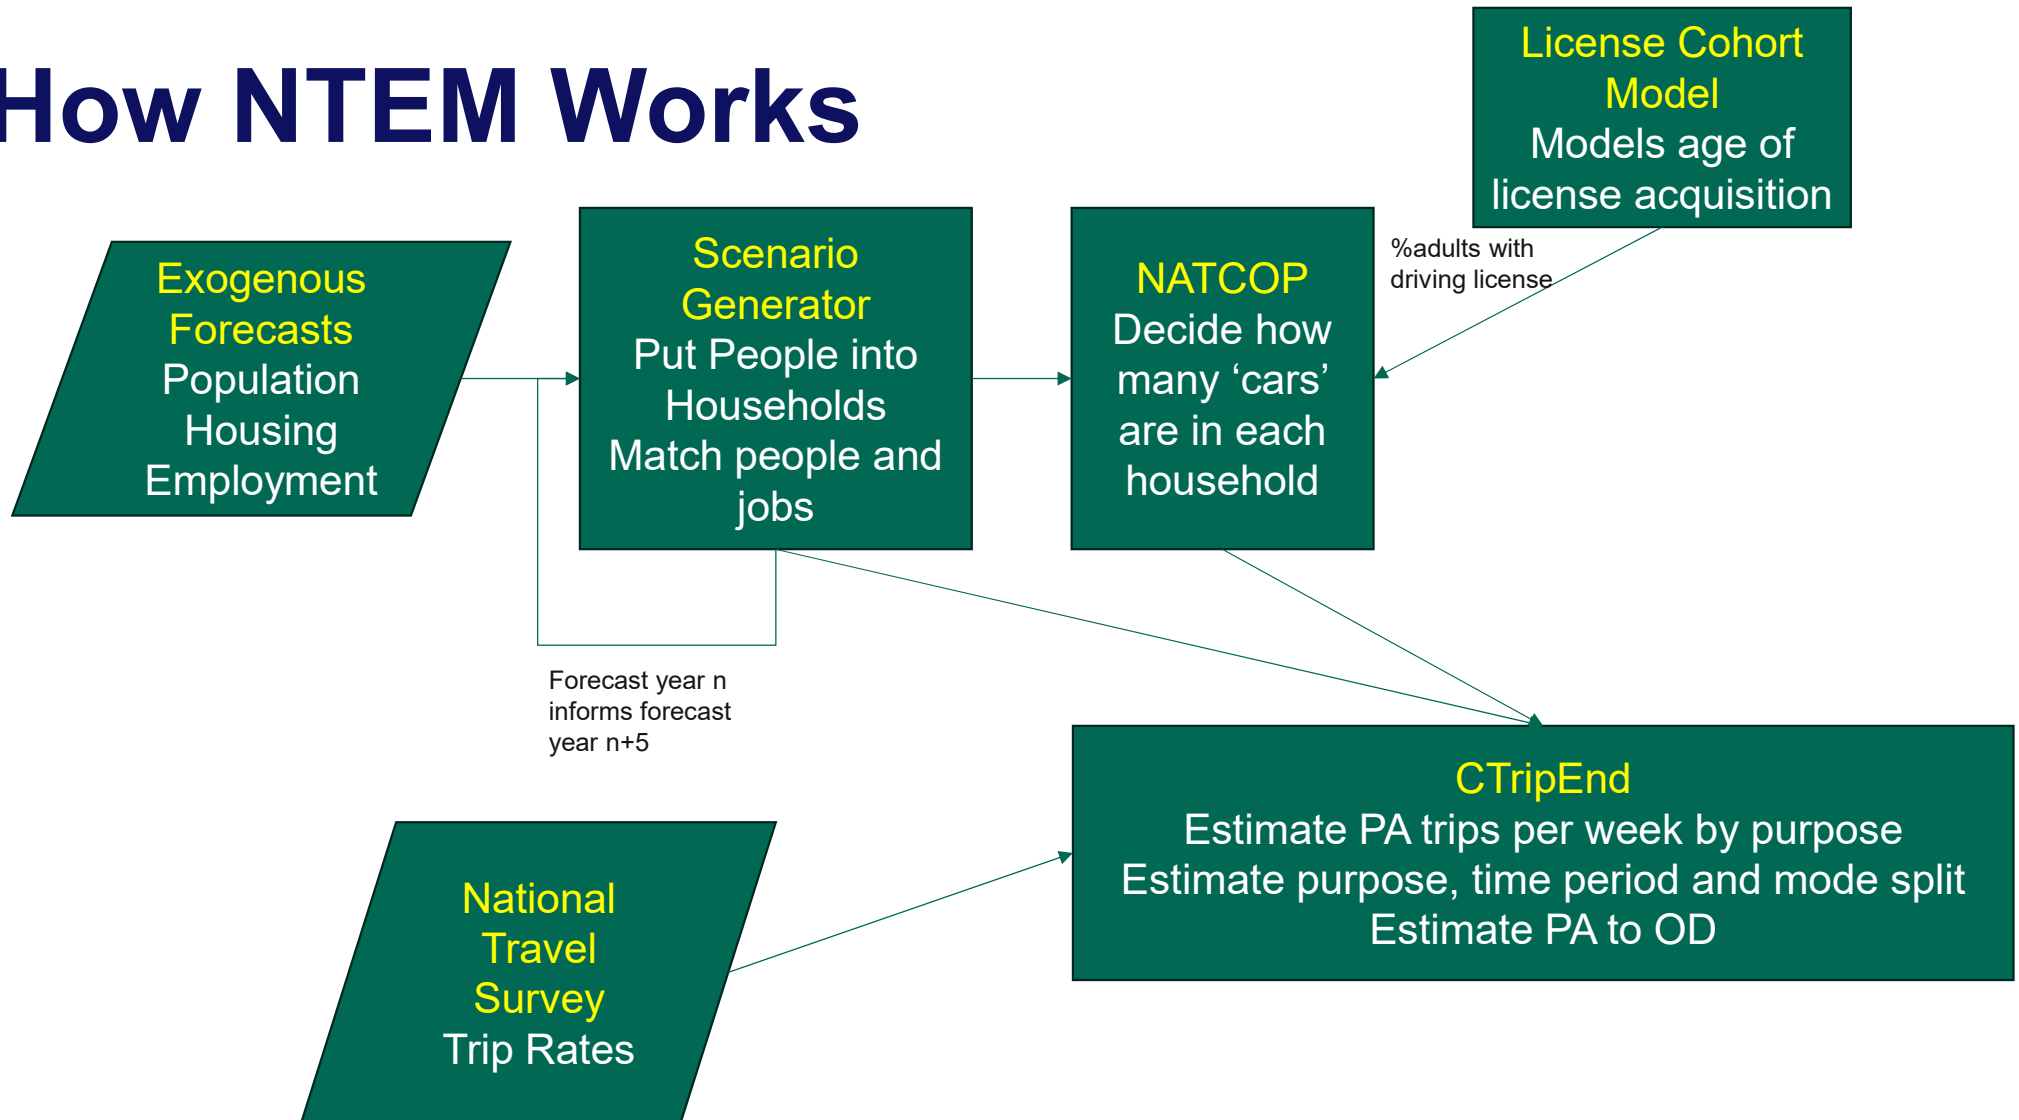 How NTEM Works
License Cohort
Model
Models age of
license acquisition
Exogenous
Forecasts
Population
Housing
Employment
Scenario
Generator
Put People into
Households
Match people and
jobs
NATCOP
Decide how
many ‘cars’
are in each
household
%adults with
driving license
Forecast year n
informs forecast
year n+5
National
Travel
Survey
Trip Rates
CTripEnd
Estimate PA trips per week by purpose
Estimate purpose, time period and mode split
Estimate PA to OD